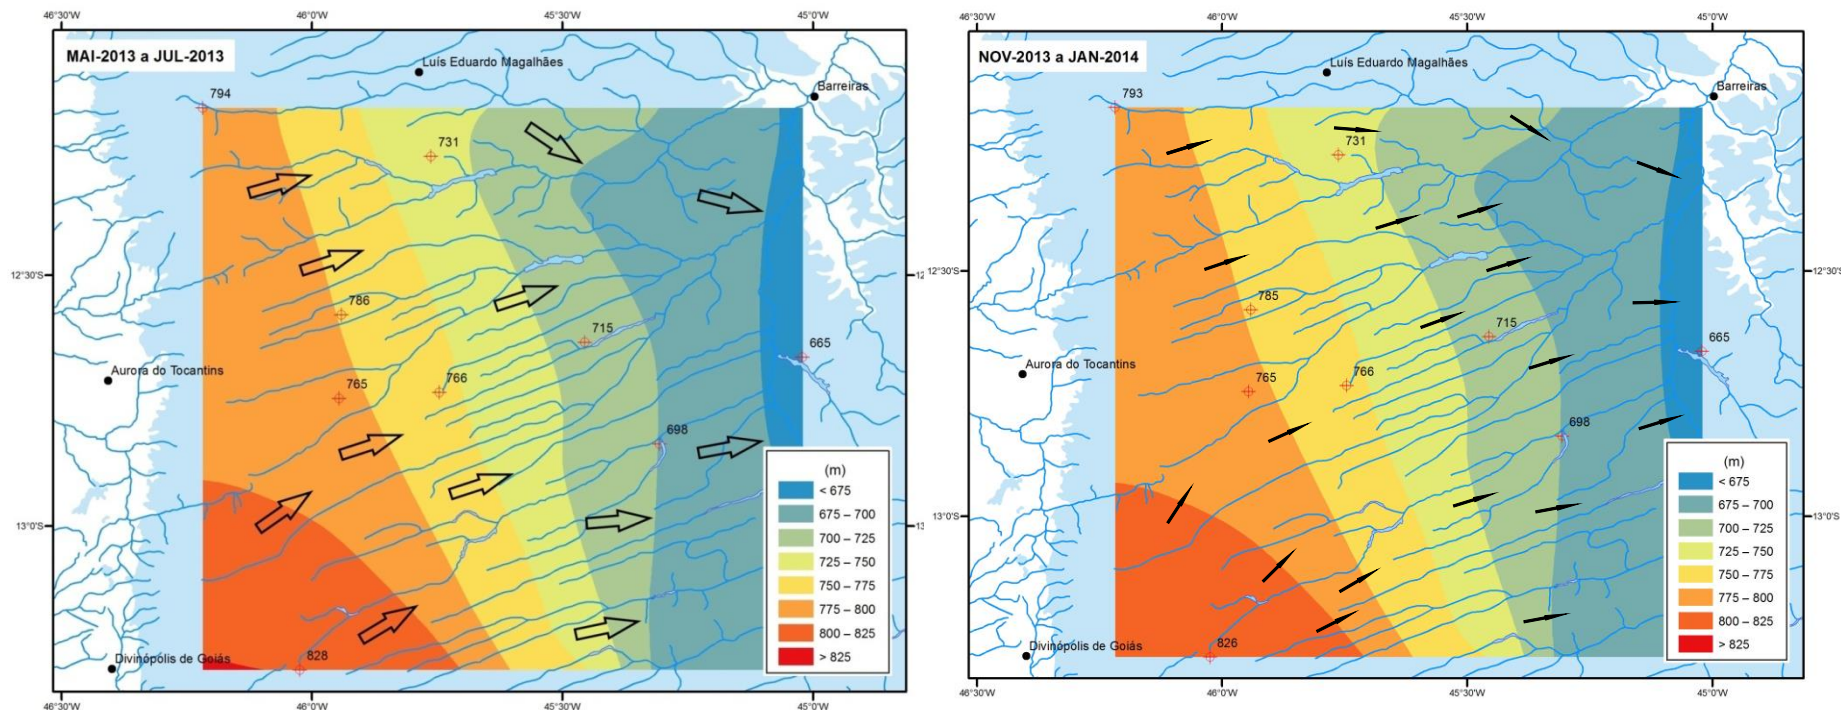 46°30'W 46°0'W 45°30'W 45°0'W
MAI-2013 a JUL-2013
Luís Eduardo Magalhães
Barreiras
794
731
12°30'S
786
715
665
Aurora do Tocantins
765
766
698
13°0'S
Divinópolis de Goiás
828
(m)
< 675
675 – 700
700 – 725
725 – 750
750 – 775
775 – 800
800 – 825
> 825
46°30'W 46°0'W 45°30'W 45°0'W
46°30'W 46°0'W 45°30'W 45°0'W
NOV-2013 a JAN-2014
Luís Eduardo Magalhães
Barreiras
793
731
12°30'S
12°30'S
785
715
665
Aurora do Tocantins
765
766
698
13°0'S
13°0'S
Divinópolis de Goiás
826
(m)
< 675
675 – 700
700 – 725
725 – 750
750 – 775
775 – 800
800 – 825
> 825
46°30'W 46°0'W 45°30'W 45°0'W